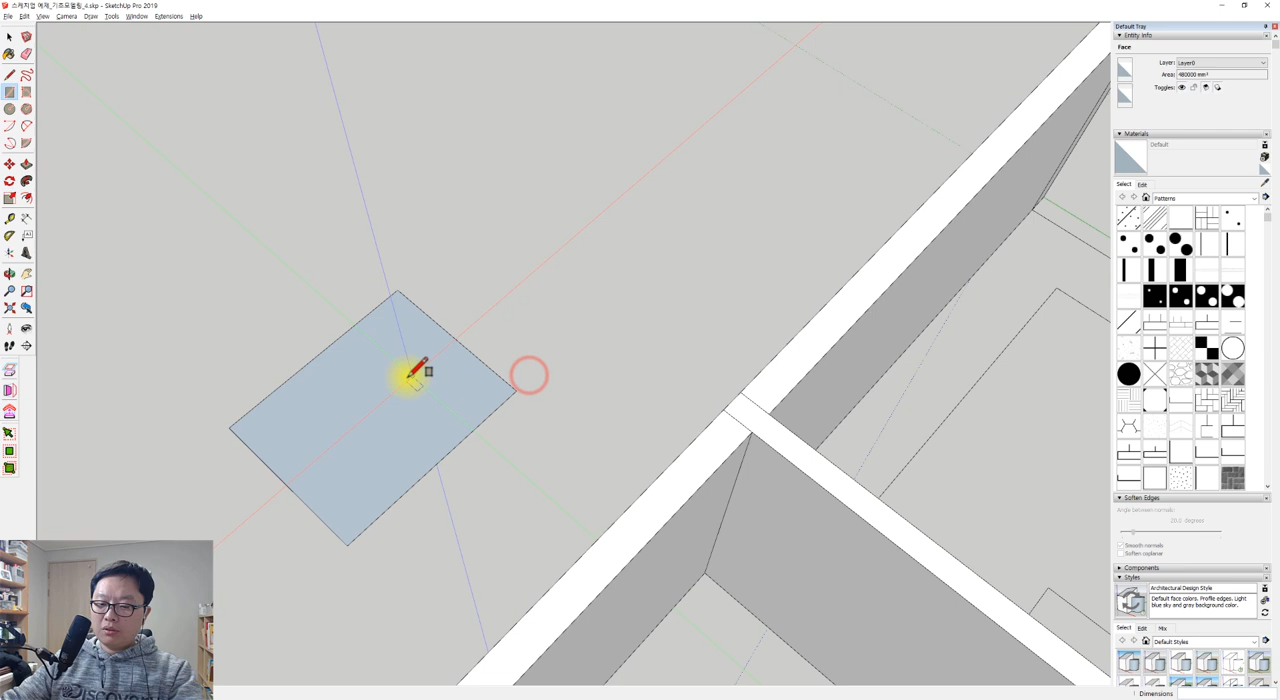 스케치업 예제_기초모델링_4.skp - SketchUp Pro 2019
File Edit View Camera Draw Tools Window Extensions Help
Default Tray
Entity Info
Face
Layer: Layer0
Area: 480000 mm²
Toggles:
Materials
Default
Select Edit
Patterns
Soften Edges
Angle between normals:
20.0 degrees
Smooth normals
Soften coplanar
Components
Styles
Architectural Design Style
Default face colors. Profile edges. Light
blue sky and gray background color.
Select Edit Mix
Default Styles
Dimensions